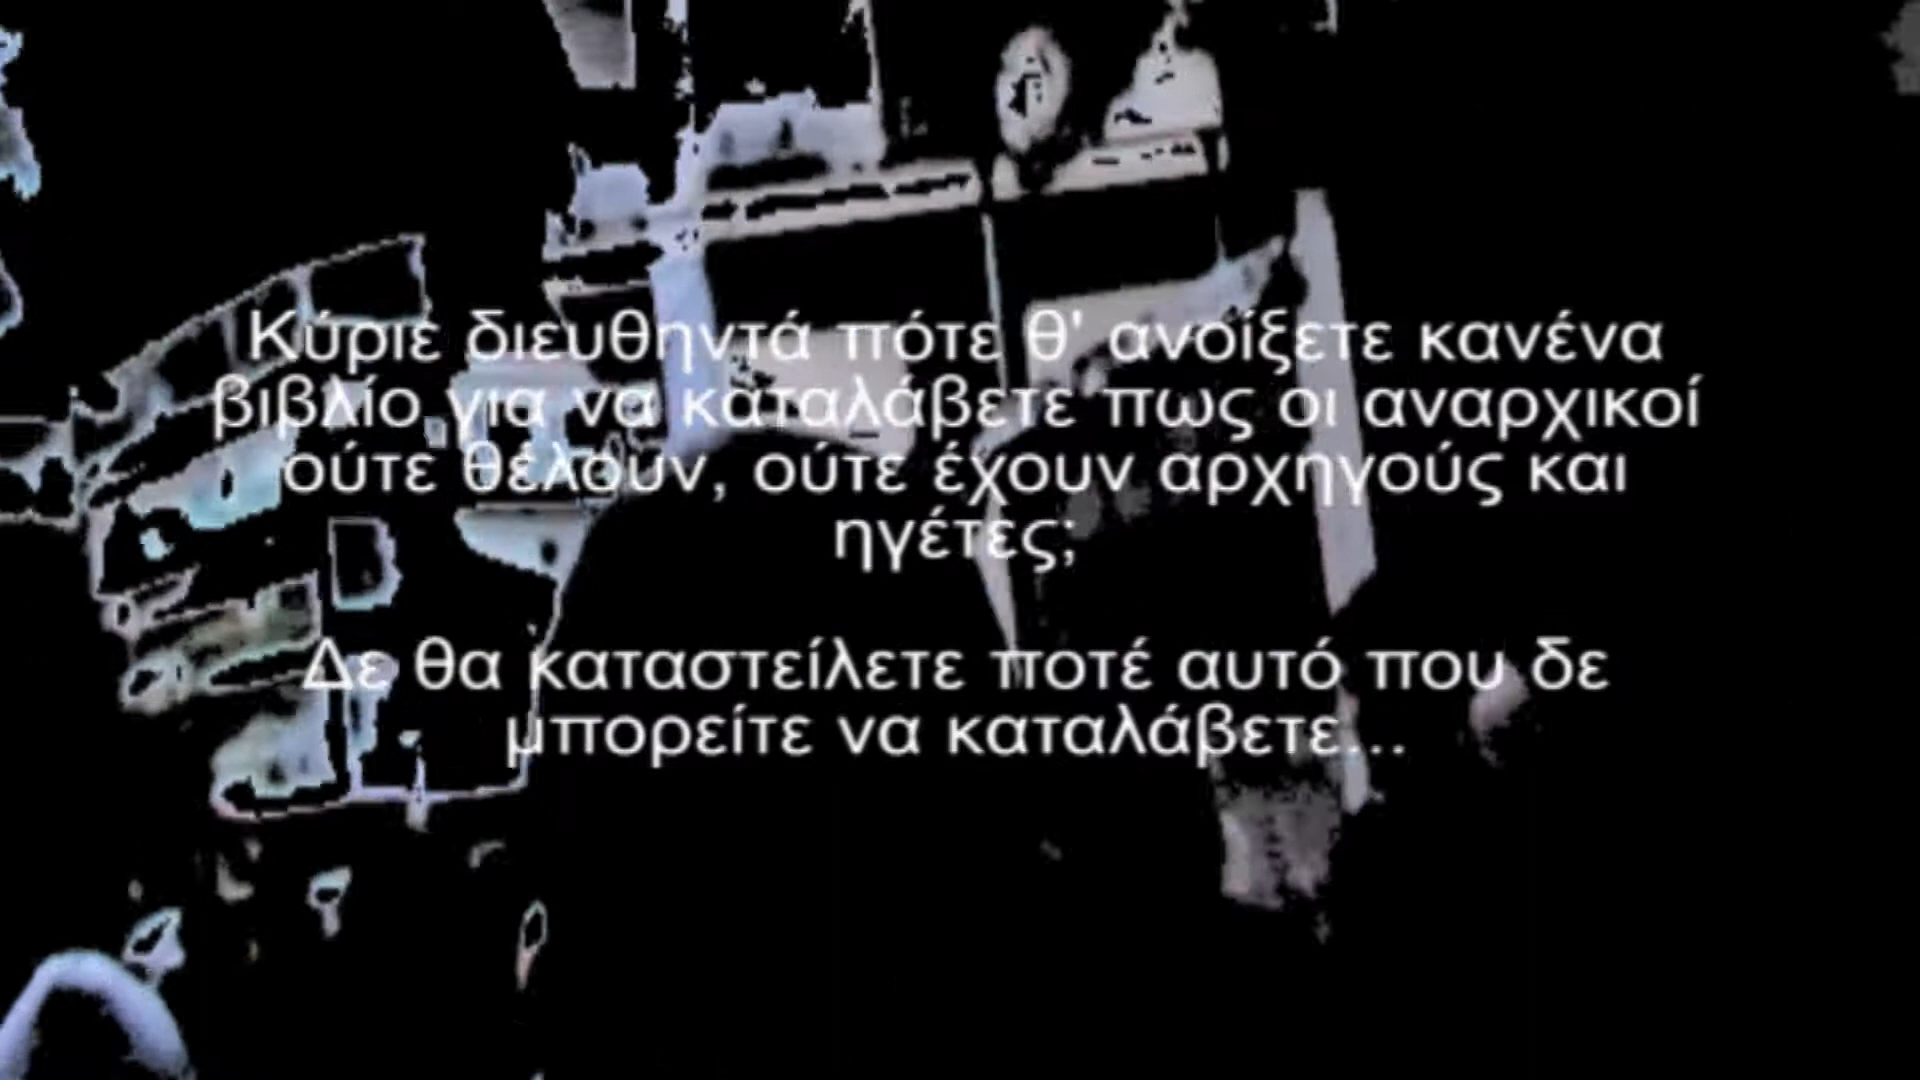 Κύριε διευθηντά πότε θ' ανοίξετε κανένα
βιβλίο για να καταλάβετε πως οι αναρχικοί
ούτε θέλουν, ούτε έχουν αρχηγούς και
ηγέτες;
Δε θα καταστείλετε ποτέ αυτό που δε
μπορείτε να καταλάβετε...